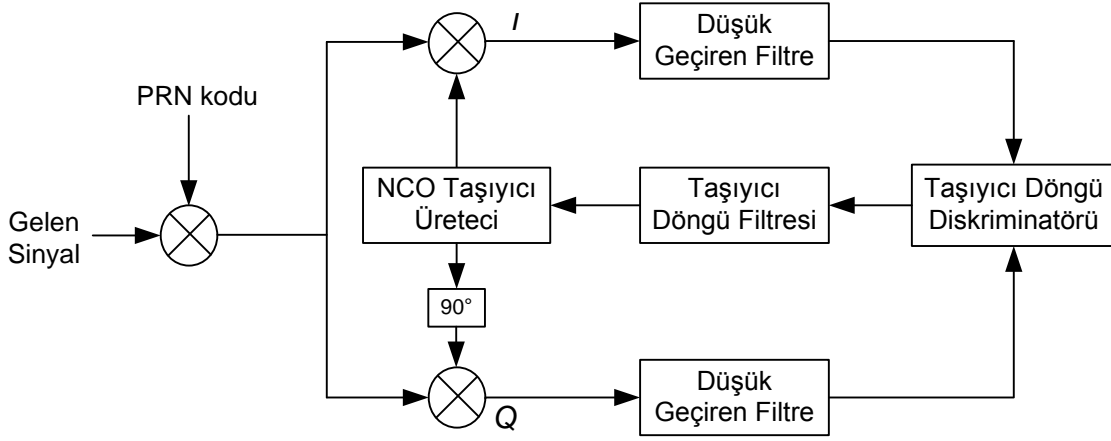 I
Düşük
Geçiren Filtre
PRN kodu
Gelen
Sinyal
NCO Taşıyıcı
Üreteci
Taşıyıcı
Döngü Filtresi
Taşıyıcı Döngü
Diskriminatörü
90°
Q
Düşük
Geçiren Filtre